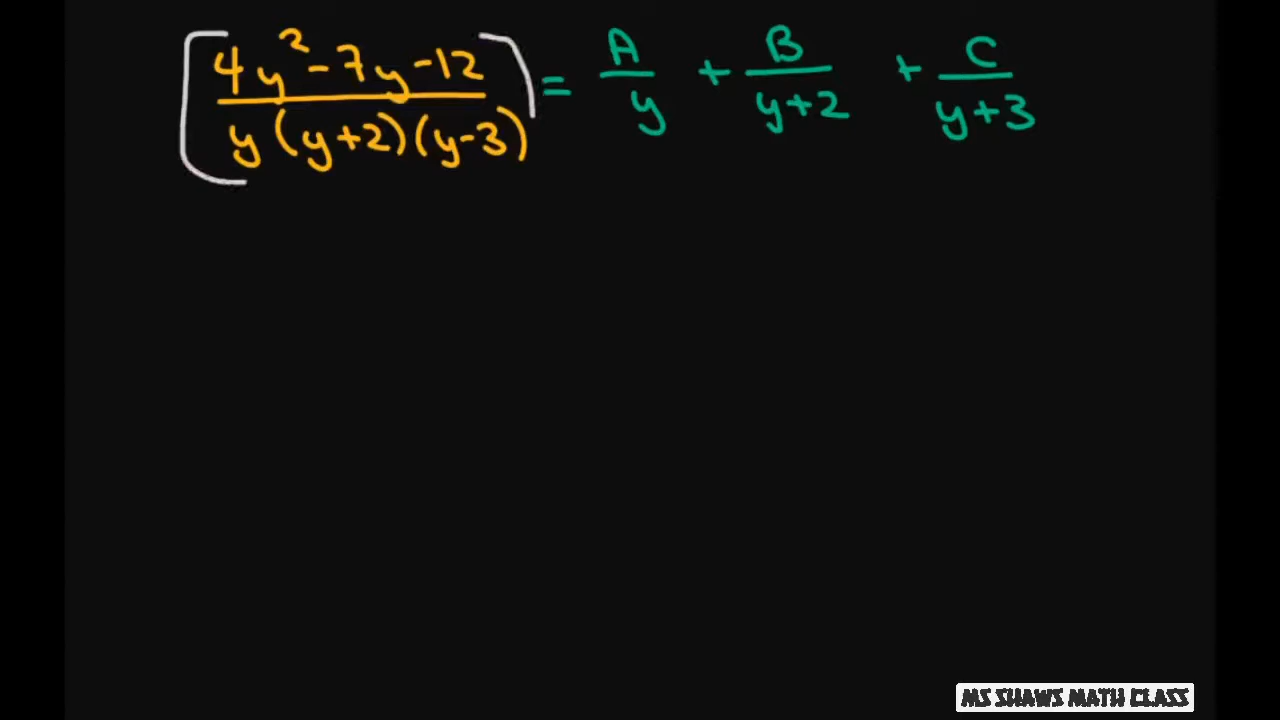 4y² - 7y - 12 / y(y+2)(y-3) = A/y + B/y+2 + C/y+3
MS SHAWS MATH CLASS